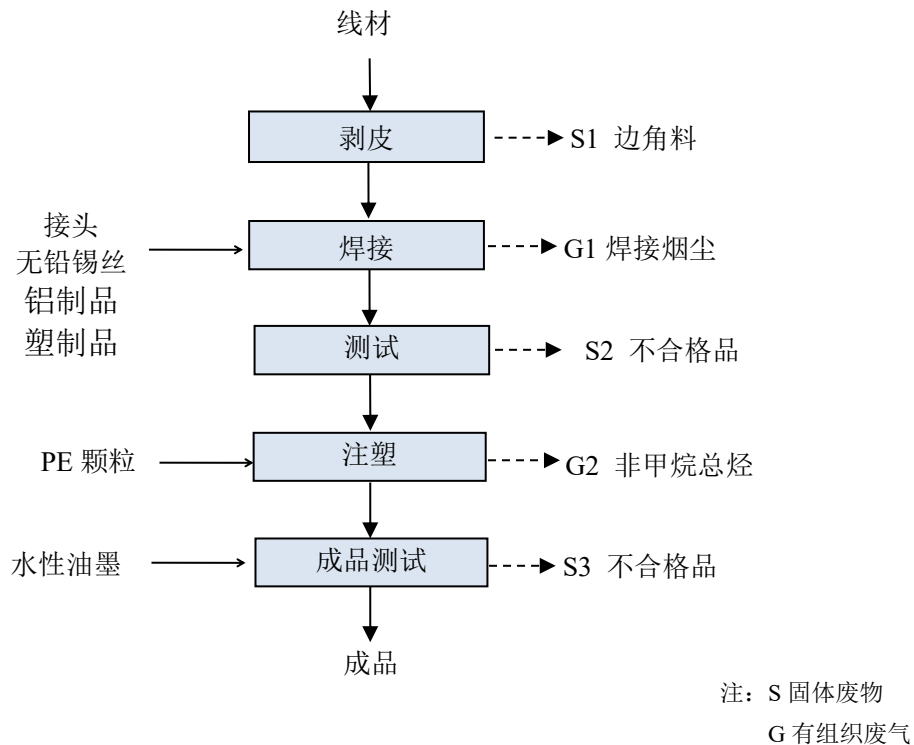 线材
剥皮
S1 边角料
接头
无铅锡丝
铝制品
塑制品
焊接
G1 焊接烟尘
测试
S2 不合格品
PE 颗粒
注塑
G2 非甲烷总烃
水性油墨
成品测试
S3 不合格品
成品
注：S 固体废物
G 有组织废气